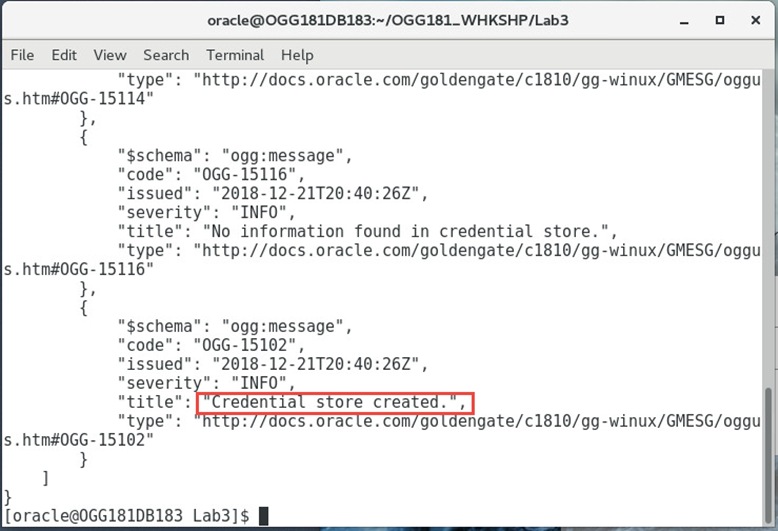 oracle@OGG181DB183:~/OGG181_WHKSHP/Lab3
File Edit View Search Terminal Help
"type": "http://docs.oracle.com/goldengate/c1810/gg-winux/GMESG/oggu
s.htm#OGG-15114"
},
{
"$schema": "ogg:message",
"code": "OGG-15116",
"issued": "2018-12-21T20:40:26Z",
"severity": "INFO",
"title": "No information found in credential store.",
"type": "http://docs.oracle.com/goldengate/c1810/gg-winux/GMESG/oggu
s.htm#OGG-15116"
},
{
"$schema": "ogg:message",
"code": "OGG-15102",
"issued": "2018-12-21T20:40:26Z",
"severity": "INFO",
"title": "Credential store created.",
"type": "http://docs.oracle.com/goldengate/c1810/gg-winux/GMESG/oggu
s.htm#OGG-15102"
}
]
}
[oracle@OGG181DB183 Lab3]$